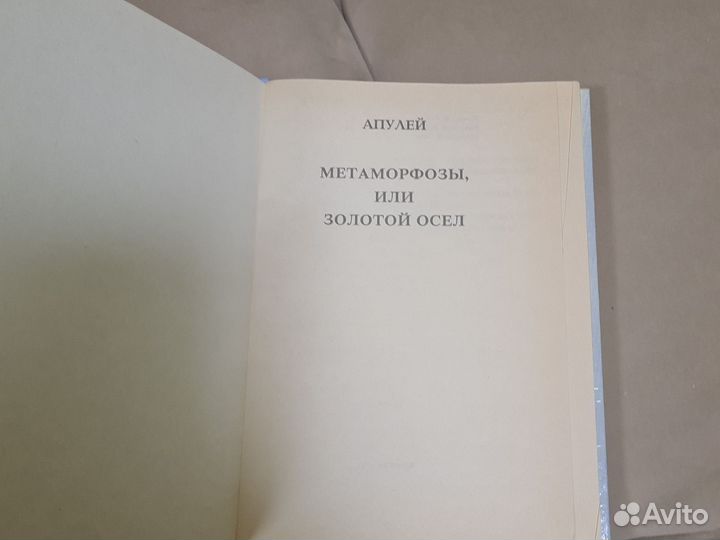 АПУЛЕЙ
МЕТАМОРФОЗЫ,
ИЛИ
ЗОЛОТОЙ ОСЕЛ
Avito